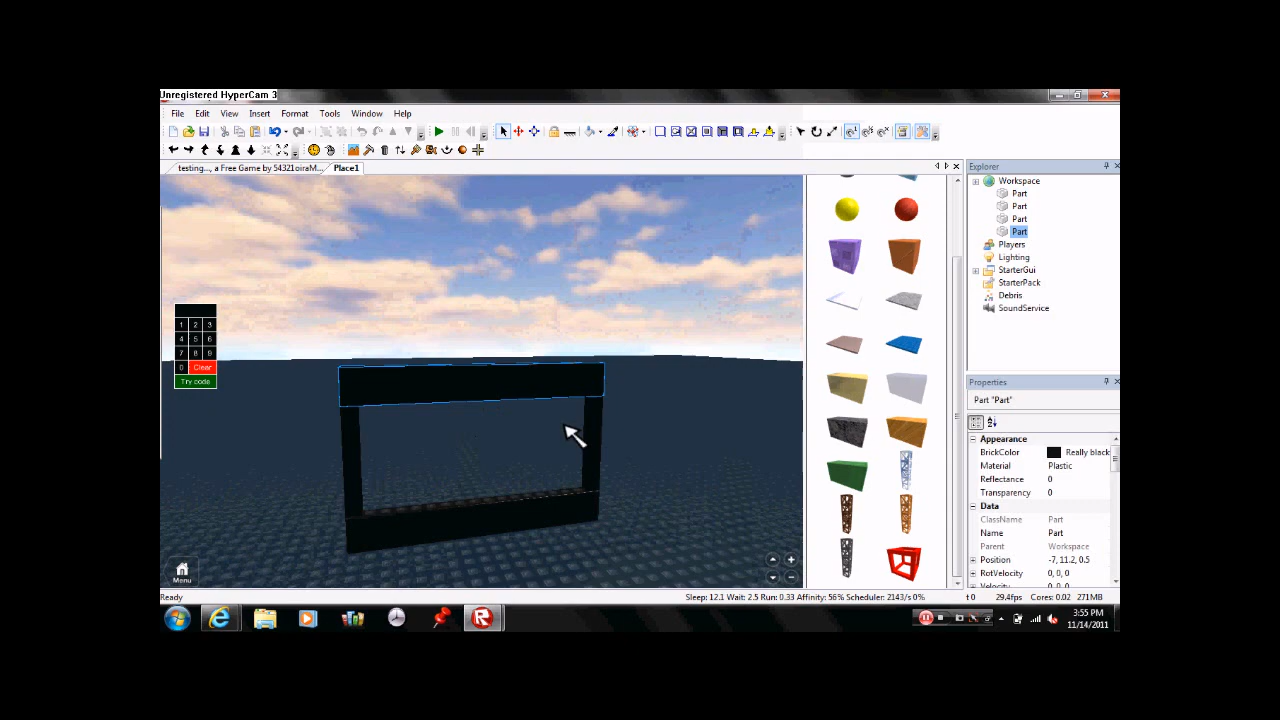 Unregistered HyperCam 3
File Edit View Insert Format Tools Window Help
testing..., a Free Game by 54321oiraM... Place1
Explorer
Workspace
Part
Part
Part
Part
Players
Lighting
StarterGui
StarterPack
Debris
SoundService
1 2 3
4 5 6
7 8 9
0 Clear
Try code
Menu
Properties
Part "Part"
Appearance
BrickColor Really black
Material Plastic
Reflectance 0
Transparency 0
Data
ClassName Part
Name Part
Parent Workspace
Position -7, 11.2, 0.5
RotVelocity 0, 0, 0
Velocity 0, 0, 0
Ready
Sleep: 12.1 Wait: 2.5 Run: 0.33 Affinity: 56% Scheduler: 2143/s 0%
t0 29.4fps Cores: 0.02 271MB
3:55 PM
11/14/2011